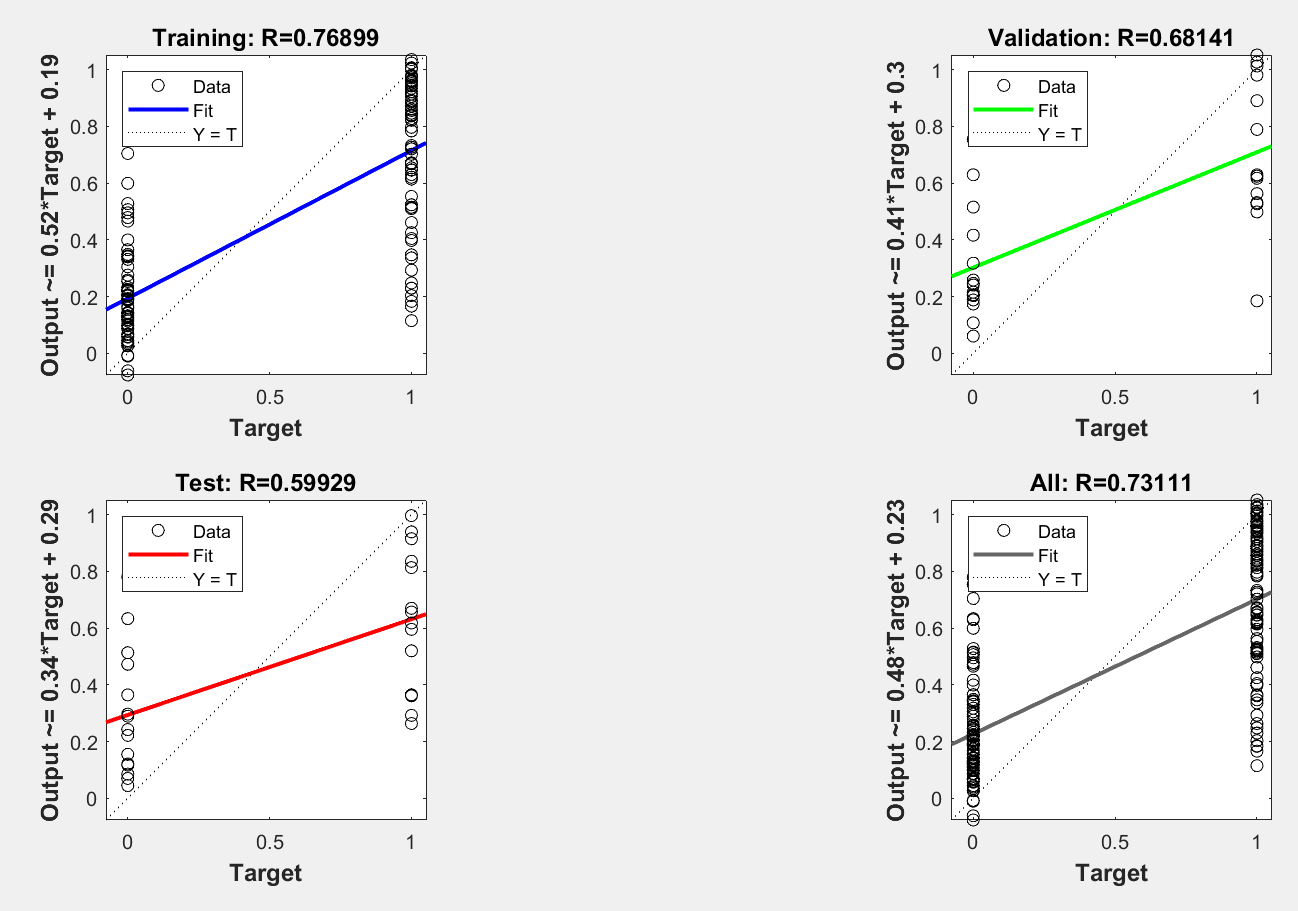 Training: R=0.76899
Output ~= 0.52*Target + 0.19
1
0.8
0.6
0.4
0.2
0
Data
Fit
Y = T
0
0.5
1
Target
Validation: R=0.68141
Output ~= 0.41*Target + 0.3
1
0.8
0.6
0.4
0.2
0
Data
Fit
Y = T
0
0.5
1
Target
Test: R=0.59929
Output ~= 0.34*Target + 0.29
1
0.8
0.6
0.4
0.2
0
Data
Fit
Y = T
0
0.5
1
Target
All: R=0.73111
Output ~= 0.48*Target + 0.23
1
0.8
0.6
0.4
0.2
0
Data
Fit
Y = T
0
0.5
1
Target